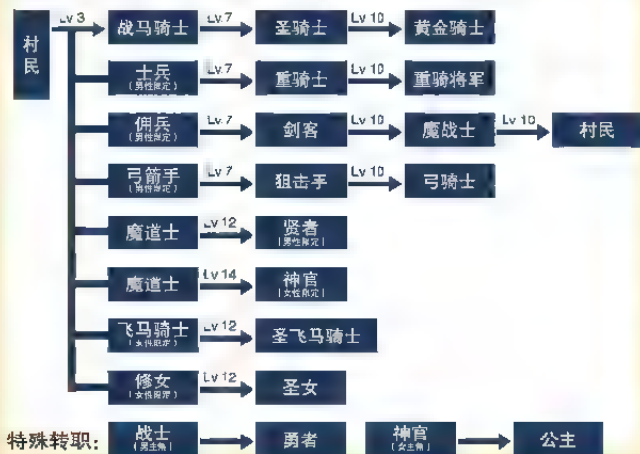 村民
Lv 3
战马骑士
Lv 7
圣骑士
Lv 10
黄金骑士
士兵
(男性限定)
Lv.7
重骑士
Lv 10
重骑将军
佣兵
(男性限定)
Lv.7
剑客
Lv 10
魔战士
Lv 10
村民
弓箭手
(男性限定)
Lv 7
狙击手
Lv 10
弓骑士
魔道士
Lv 12
贤者
(男性限定)
魔道士
Lv 14
神官
(女性限定)
飞马骑士
(女性限定)
Lv 12
圣飞马骑士
修女
(女性限定)
Lv 12
圣女
特殊转职:
战士
(男主角)
勇者
神官
(女主角)
公主